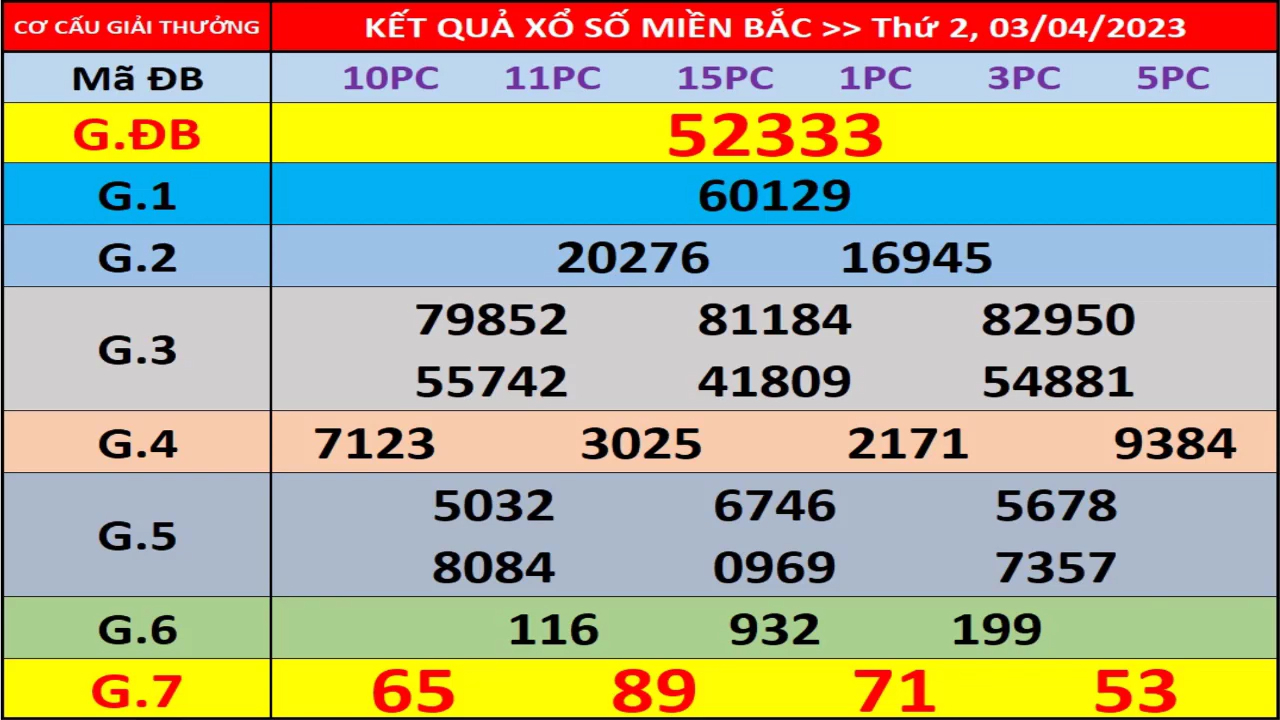 CƠ CẤU GIẢI THƯỞNG KẾT QUẢ XỔ SỐ MIỀN BẮC >> Thứ 2, 03/04/2023
Mã ĐB 10PC 11PC 15PC 1PC 3PC 5PC
G.ĐB 52333
G.1 60129
G.2 20276 16945
G.3 79852 81184 82950
55742 41809 54881
G.4 7123 3025 2171 9384
G.5 5032 6746 5678
8084 0969 7357
G.6 116 932 199
G.7 65 89 71 53